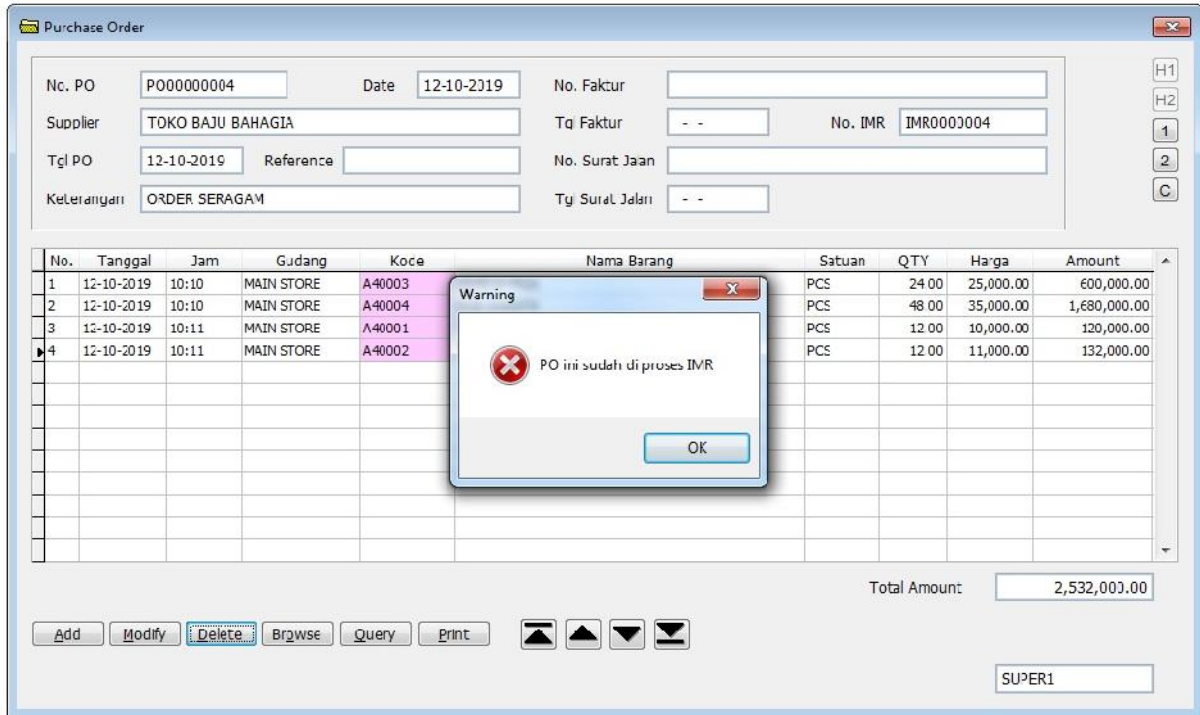 Purchase Order
No. PO PO00000004 Date 12-10-2019 No. Faktur
H1
H2
Supplier TOKO BAJU BAHAGIA Tgl Faktur - - No. IMR IMR0000004
1
Tgl PO 12-10-2019 Reference No. Surat Jalan
2
Keterangan ORDER SERAGAM Tgl Surat Jalan - -
C
No. Tanggal Jam Gudang Kode Nama Barang Satuan QTY Harga Amount
1 12-10-2019 10:10 MAIN STORE A40003 PCS 24.00 25,000.00 600,000.00
2 12-10-2019 10:10 MAIN STORE A40004 PCS 48.00 35,000.00 1,680,000.00
3 12-10-2019 10:11 MAIN STORE A40001 PCS 12.00 10,000.00 120,000.00
4 12-10-2019 10:11 MAIN STORE A40002 PCS 12.00 11,000.00 132,000.00
Warning
PO ini sudah di proses IMR
OK
Total Amount 2,532,000.00
Add Modify Delete Browse Query Print
SUPER1